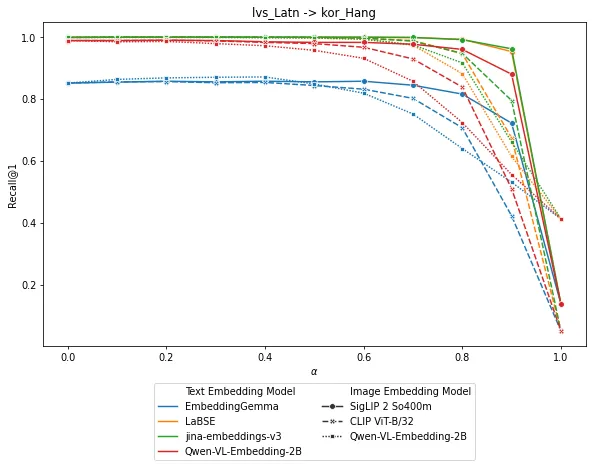 lvs_Latn -> kor_Hang
Recall@1
1.0
0.8
0.6
0.4
0.2
0.0 0.2 0.4 0.6 0.8 1.0
α
Text Embedding Model Image Embedding Model
EmbeddingGemma SigLIP 2 So400m
LaBSE CLIP ViT-B/32
jina-embeddings-v3 Qwen-VL-Embedding-2B
Qwen-VL-Embedding-2B